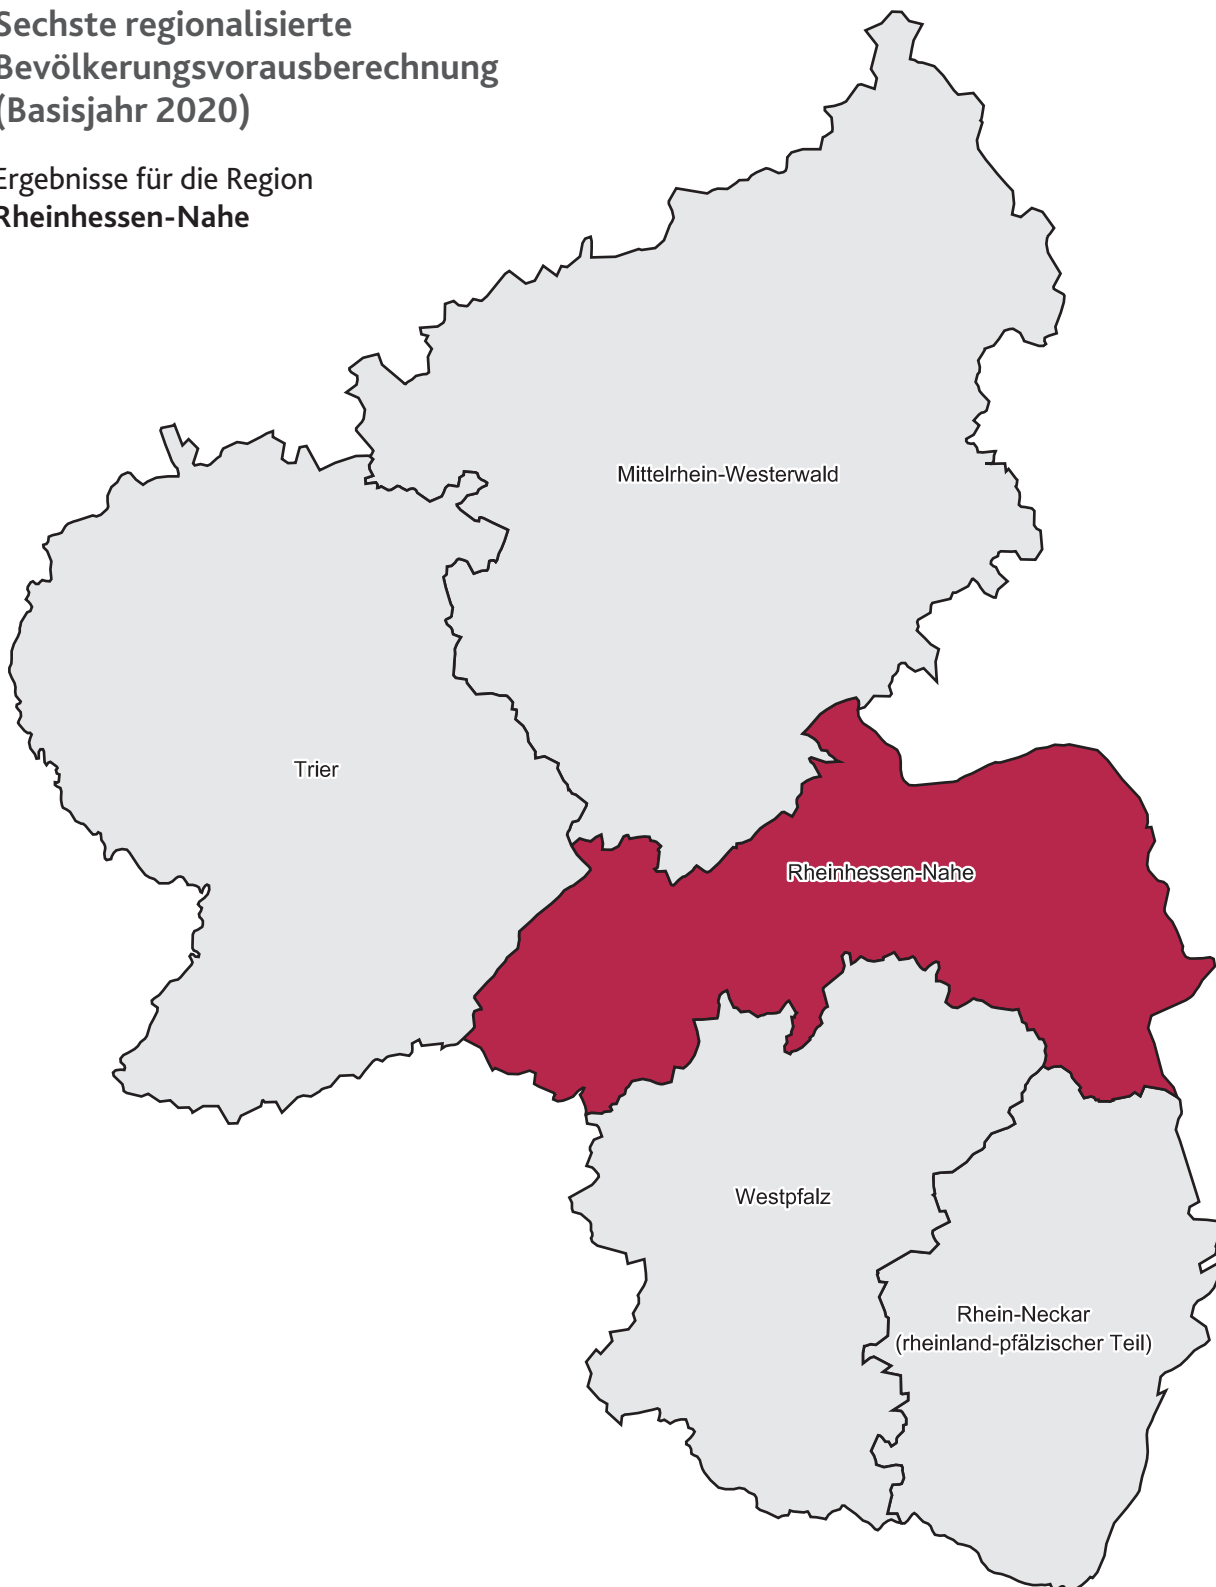 Sechste regionalisierte
Bevölkerungsvorausberechnung
(Basisjahr 2020)
Ergebnisse für die Region
Rheinhessen-Nahe
Mittelrhein-Westerwald
Trier
Rheinhessen-Nahe
Westpfalz
Rhein-Neckar
(rheinland-pfälzischer Teil)